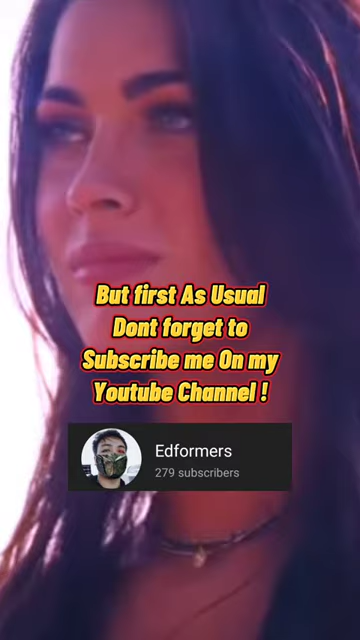 But first As Usual
Dont forget to
Subscribe me On my
Youtube Channel !
Edformers
279 subscribers